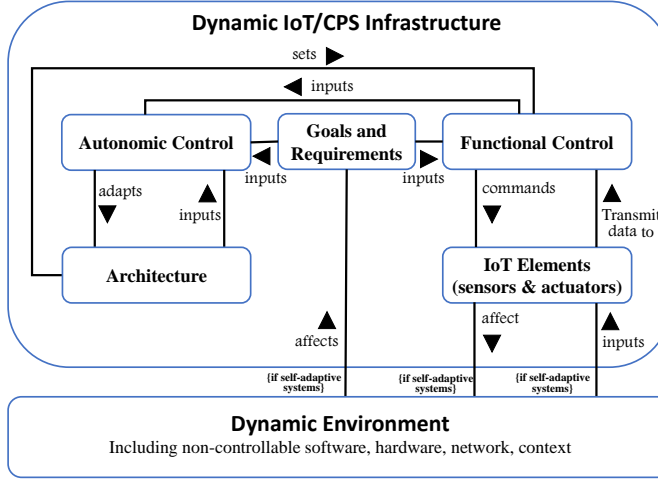 Dynamic IoT/CPS Infrastructure
sets
inputs
Autonomic Control
Goals and
Requirements
Functional Control
inputs
inputs
adapts
inputs
commands
Transmit
data to
Architecture
IoT Elements
(sensors & actuators)
affects
affect
inputs
{if self-adaptive
systems}
{if self-adaptive
systems}
{if self-adaptive
systems}
Dynamic Environment
Including non-controllable software, hardware, network, context